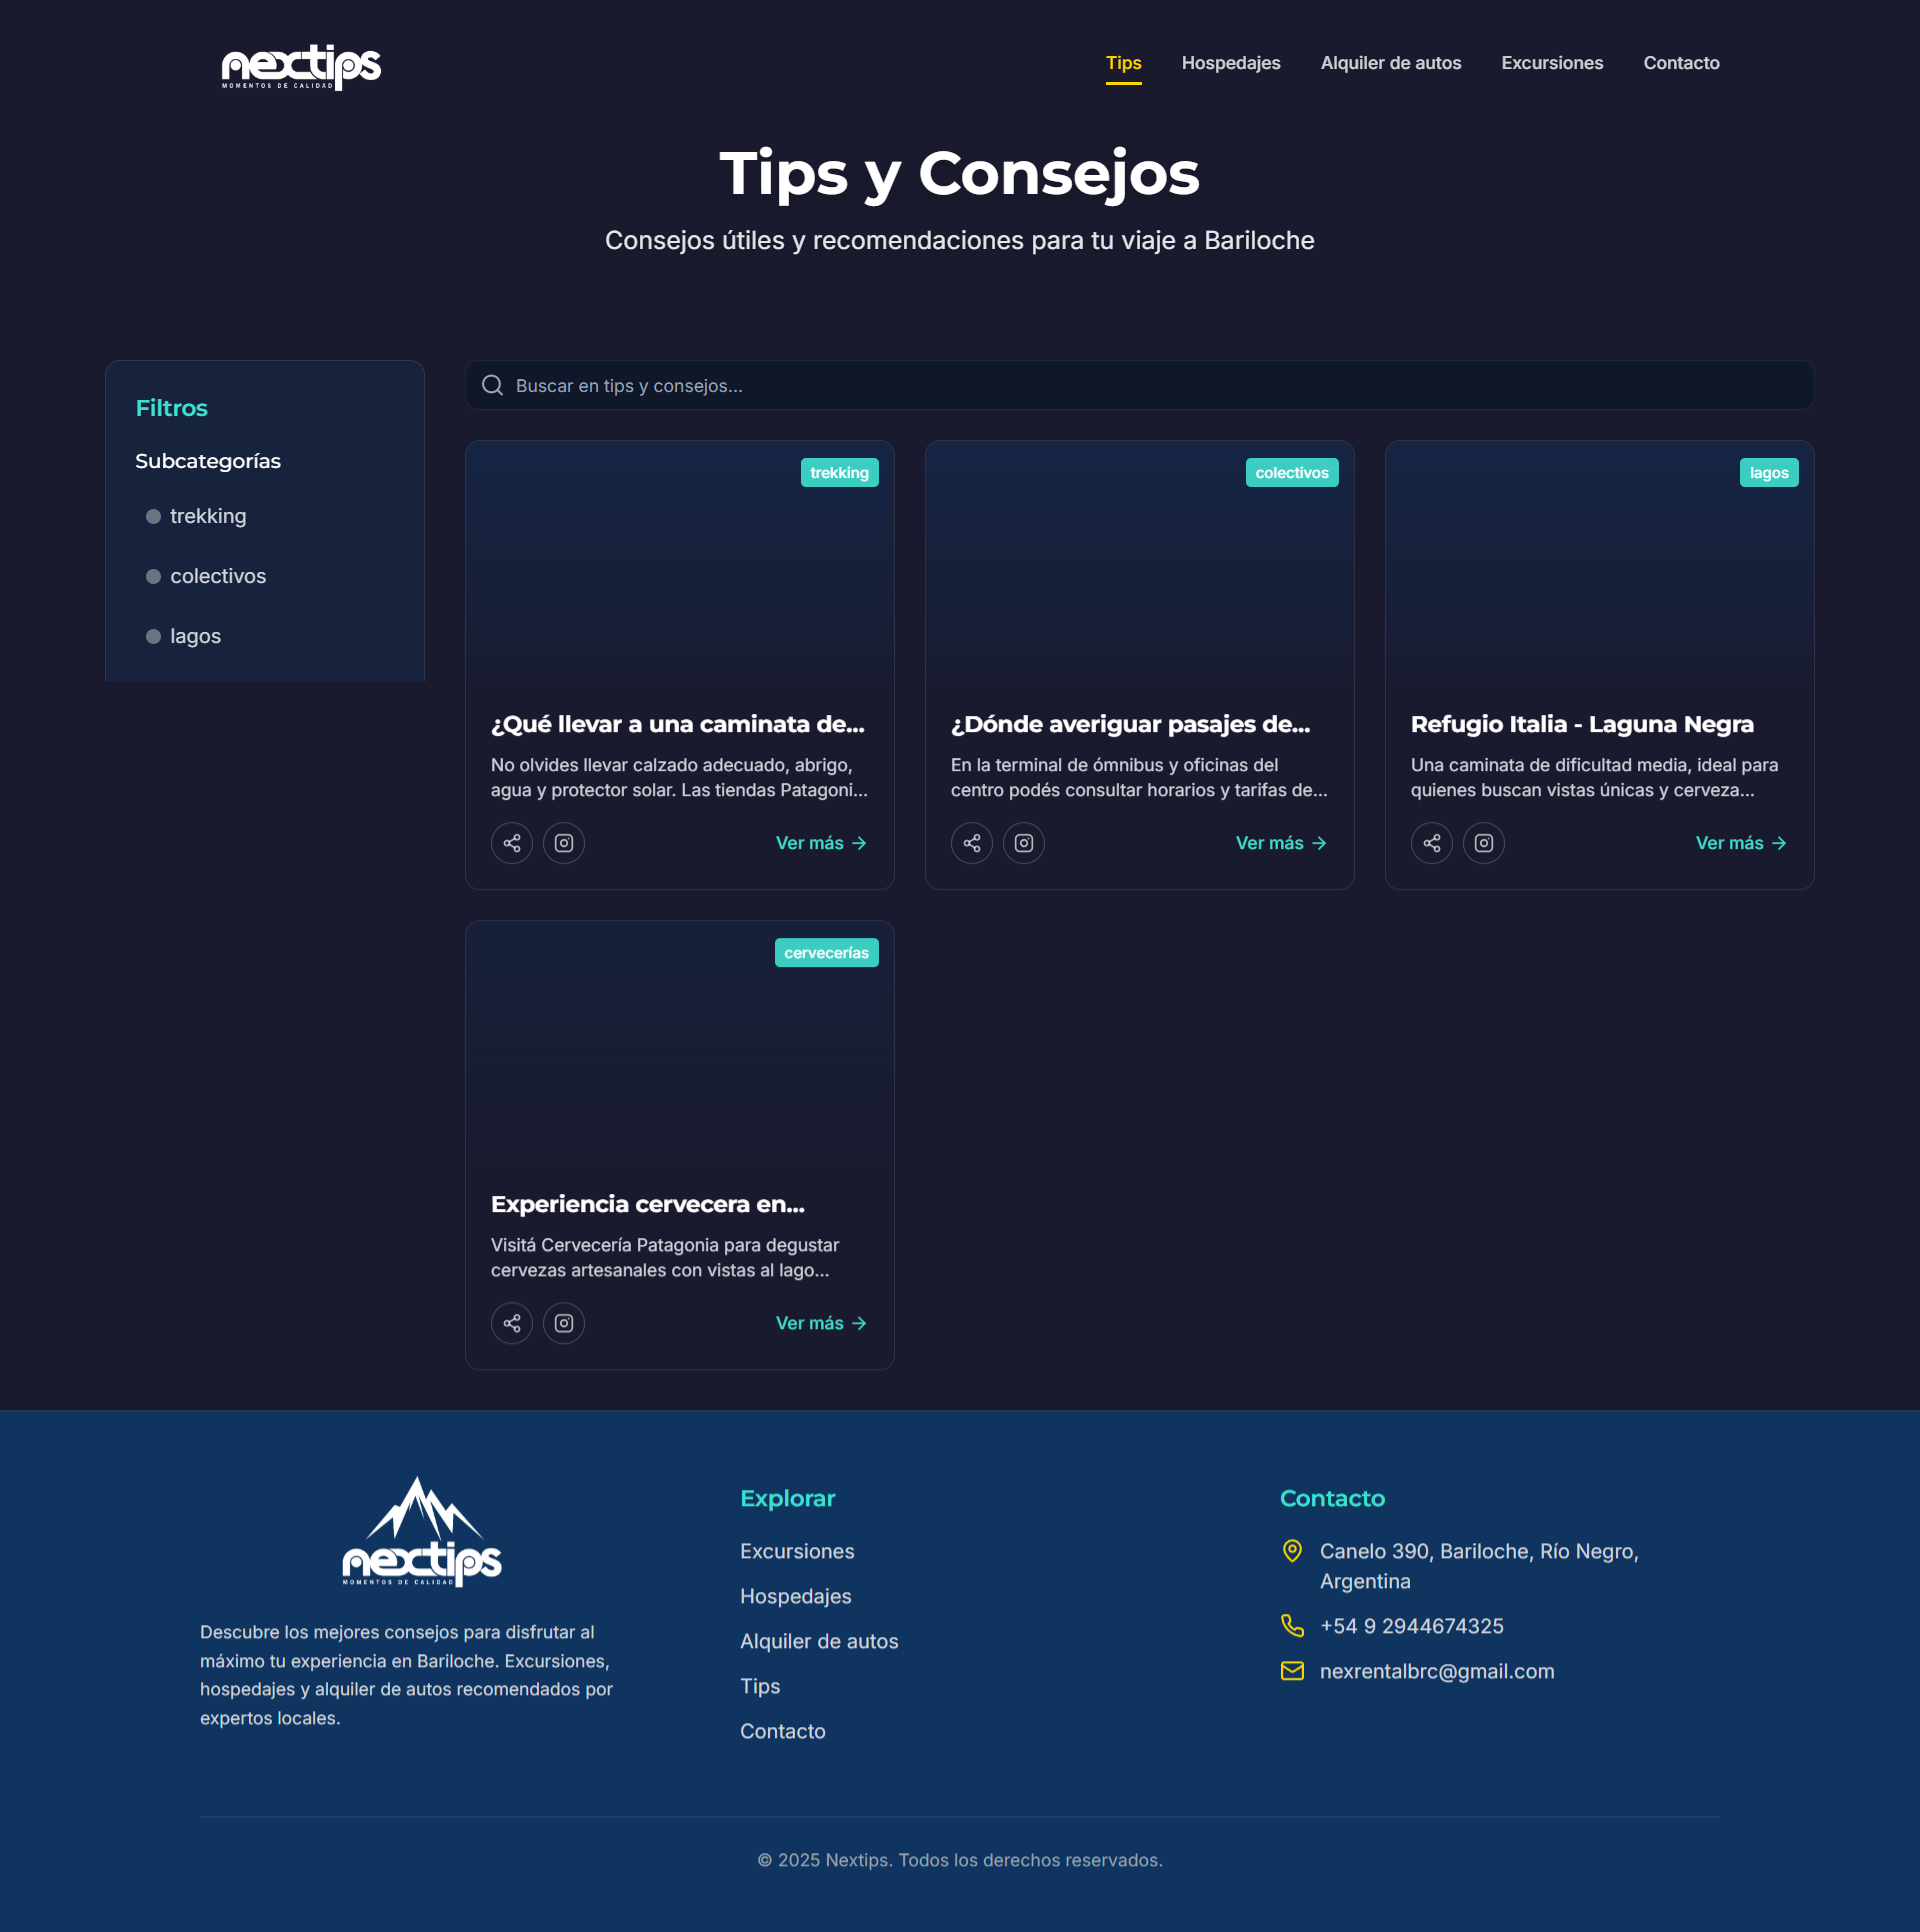 nextips
MOMENTOS DE CALIDAD
Tips
Hospedajes
Alquiler de autos
Excursiones
Contacto
Tips y Consejos
Consejos útiles y recomendaciones para tu viaje a Bariloche
Filtros
Subcategorías
trekking
colectivos
lagos
Buscar en tips y consejos...
trekking
¿Qué llevar a una caminata de...
No olvides llevar calzado adecuado, abrigo,
agua y protector solar. Las tiendas Patagoni...
Ver más
colectivos
¿Dónde averiguar pasajes de...
En la terminal de ómnibus y oficinas del
centro podés consultar horarios y tarifas de...
Ver más
lagos
Refugio Italia - Laguna Negra
Una caminata de dificultad media, ideal para
quienes buscan vistas únicas y cerveza...
Ver más
cervecerías
Experiencia cervecera en...
Visitá Cervecería Patagonia para degustar
cervezas artesanales con vistas al lago...
Ver más
nextips
MOMENTOS DE CALIDAD
Descubre los mejores consejos para disfrutar al
máximo tu experiencia en Bariloche. Excursiones,
hospedajes y alquiler de autos recomendados por
expertos locales.
Explorar
Excursiones
Hospedajes
Alquiler de autos
Tips
Contacto
Contacto
Canelo 390, Bariloche, Río Negro,
Argentina
+54 9 2944674325
nexrentalbrc@gmail.com
© 2025 Nextips. Todos los derechos reservados.